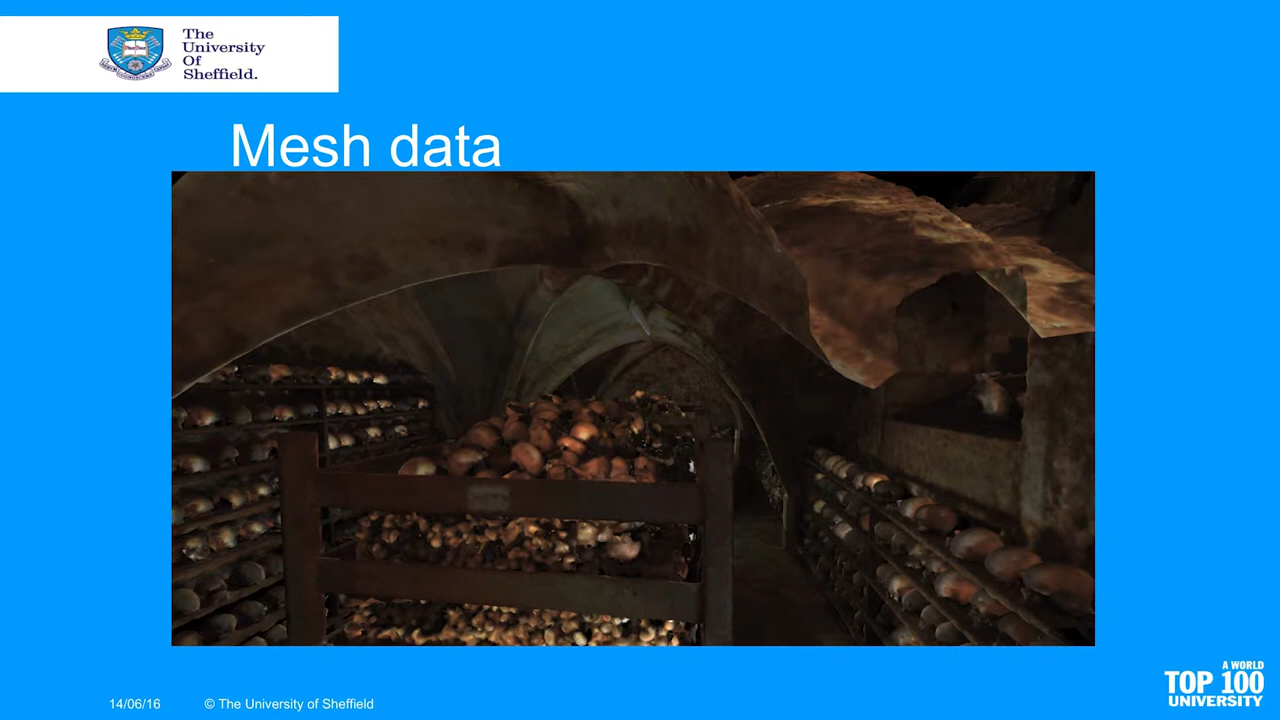 The
University
Of
Sheffield.
Mesh data
14/06/16
© The University of Sheffield
A WORLD
TOP 100
UNIVERSITY